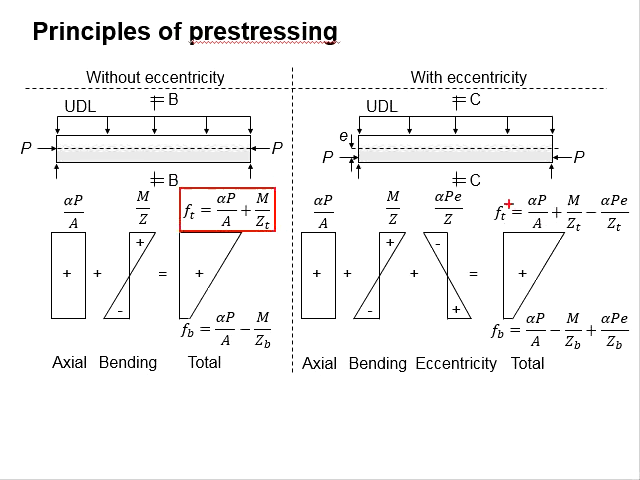 Principles of prestressing
Without eccentricity
With eccentricity
B
C
UDL
UDL
e
P
P
P
P
B
C
αP/A
M/Z
f_t = αP/A + M/Z_t
αP/A
M/Z
αPe/Z
f_t = αP/A + M/Z_t − αPe/Z_t
+ + + - = +
+ + + - + - + = +
f_b = αP/A − M/Z_b
f_b = αP/A − M/Z_b + αPe/Z_b
Axial Bending Total
Axial Bending Eccentricity Total